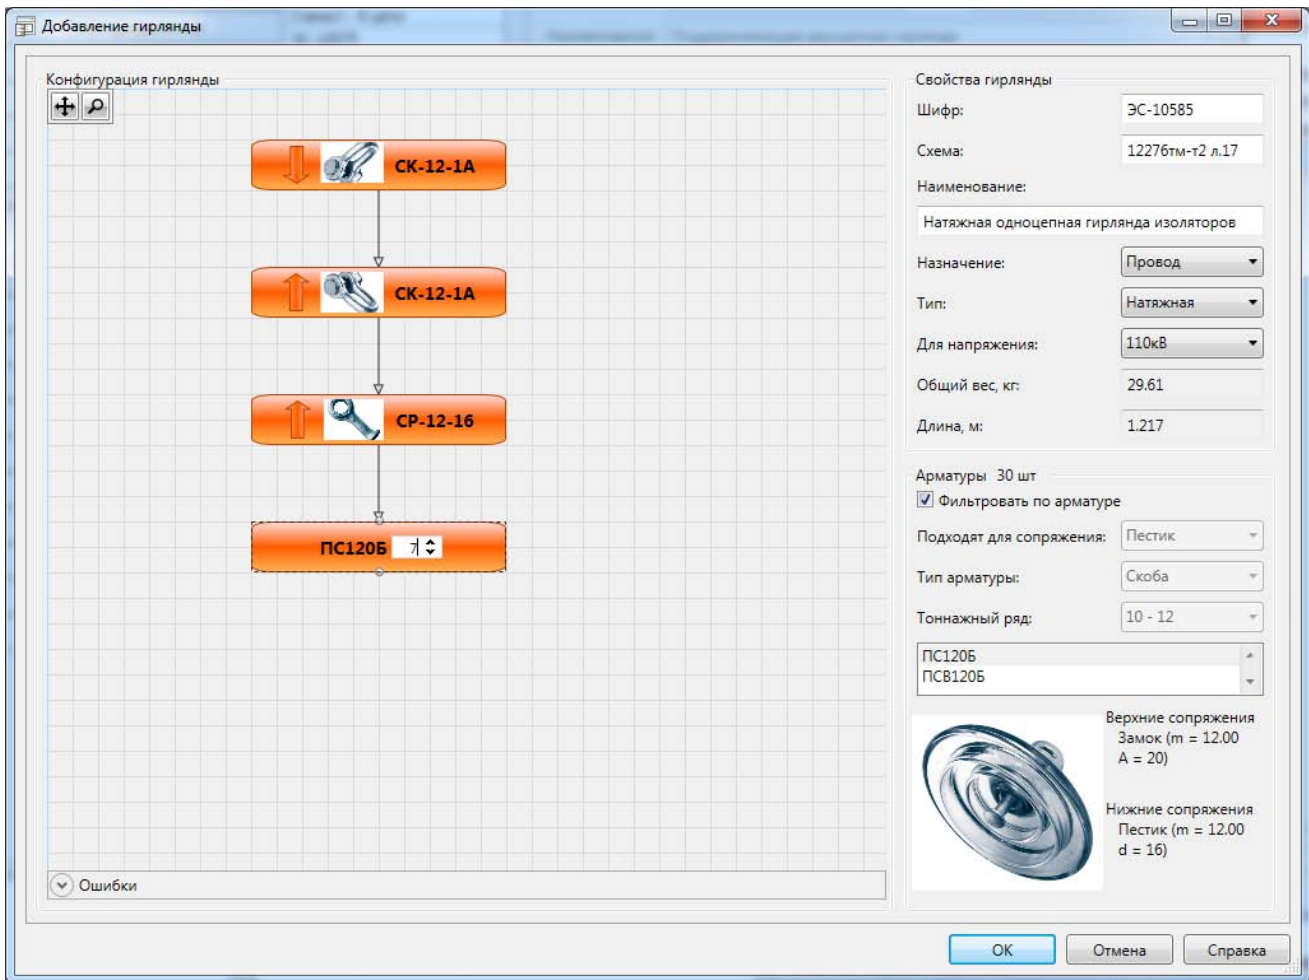 Добавление гирлянды
Конфигурация гирлянды
СК-12-1А
СК-12-1А
СР-12-16
ПС120Б 7
Ошибки
Свойства гирлянды
Шифр: ЭС-10585
Схема: 12276тм-т2 л.17
Наименование:
Натяжная одноцепная гирлянда изоляторов
Назначение: Провод
Тип: Натяжная
Для напряжения: 110кВ
Общий вес, кг: 29.61
Длина, м: 1.217
Арматуры 30 шт
Фильтровать по арматуре
Подходят для сопряжения: Пестик
Тип арматуры: Скоба
Тоннажный ряд: 10 - 12
ПС120Б
ПСВ120Б
Верхние сопряжения
Замок (m = 12.00
A = 20)
Нижние сопряжения
Пестик (m = 12.00
d = 16)
ОК Отмена Справка